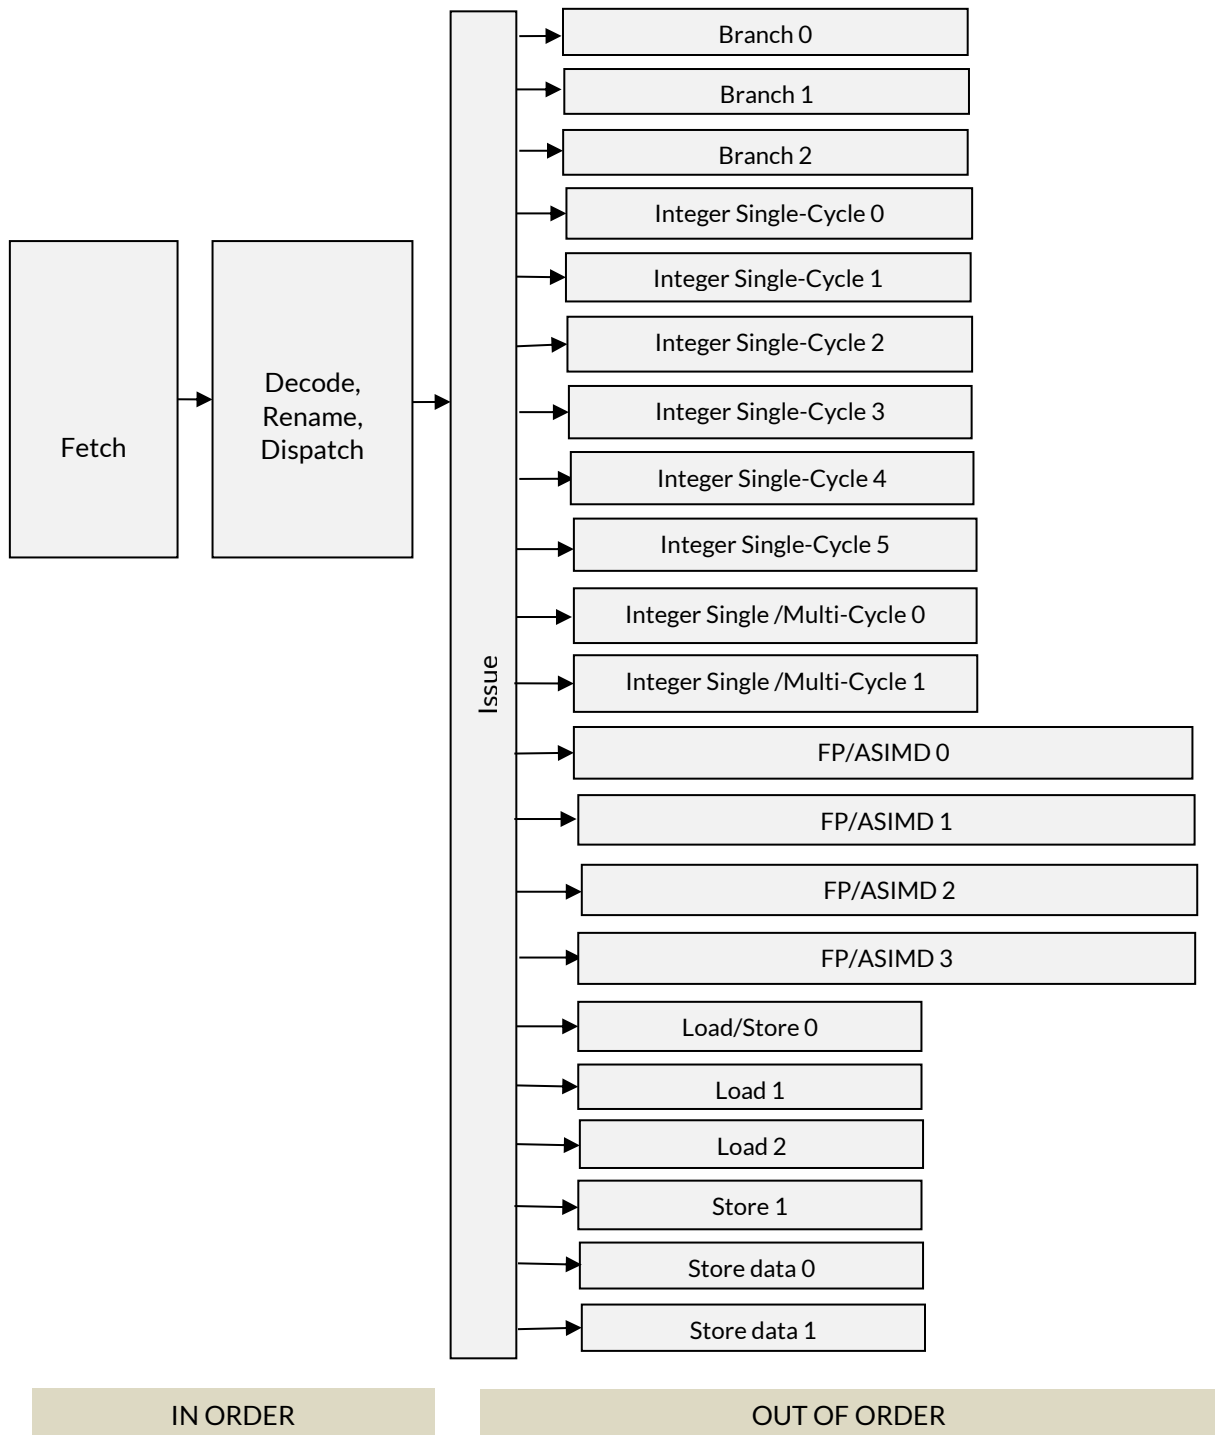 Fetch
Decode,
Rename,
Dispatch
Issue
Branch 0
Branch 1
Branch 2
Integer Single-Cycle 0
Integer Single-Cycle 1
Integer Single-Cycle 2
Integer Single-Cycle 3
Integer Single-Cycle 4
Integer Single-Cycle 5
Integer Single /Multi-Cycle 0
Integer Single /Multi-Cycle 1
FP/ASIMD 0
FP/ASIMD 1
FP/ASIMD 2
FP/ASIMD 3
Load/Store 0
Load 1
Load 2
Store 1
Store data 0
Store data 1
IN ORDER
OUT OF ORDER